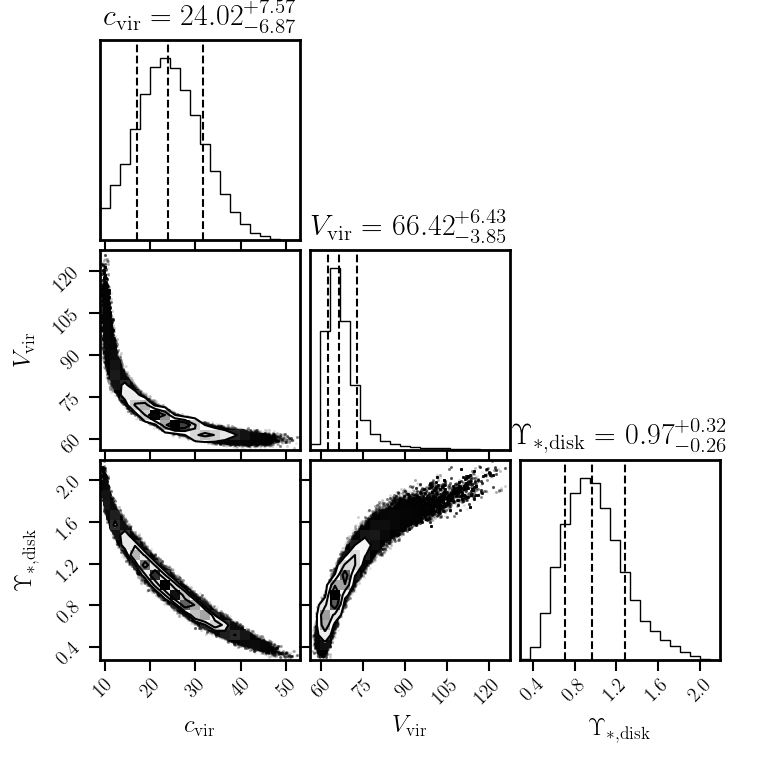 c_vir = 24.02^{+7.57}_{-6.87}
V_vir = 66.42^{+6.43}_{-3.85}
V_vir
120
105
90
75
60
Υ_{*,disk} = 0.97^{+0.32}_{-0.26}
Υ_{*,disk}
2.0
1.6
1.2
0.8
0.4
10 20 30 40 50
60 75 90 105 120
0.4 0.8 1.2 1.6 2.0
c_vir
V_vir
Υ_{*,disk}